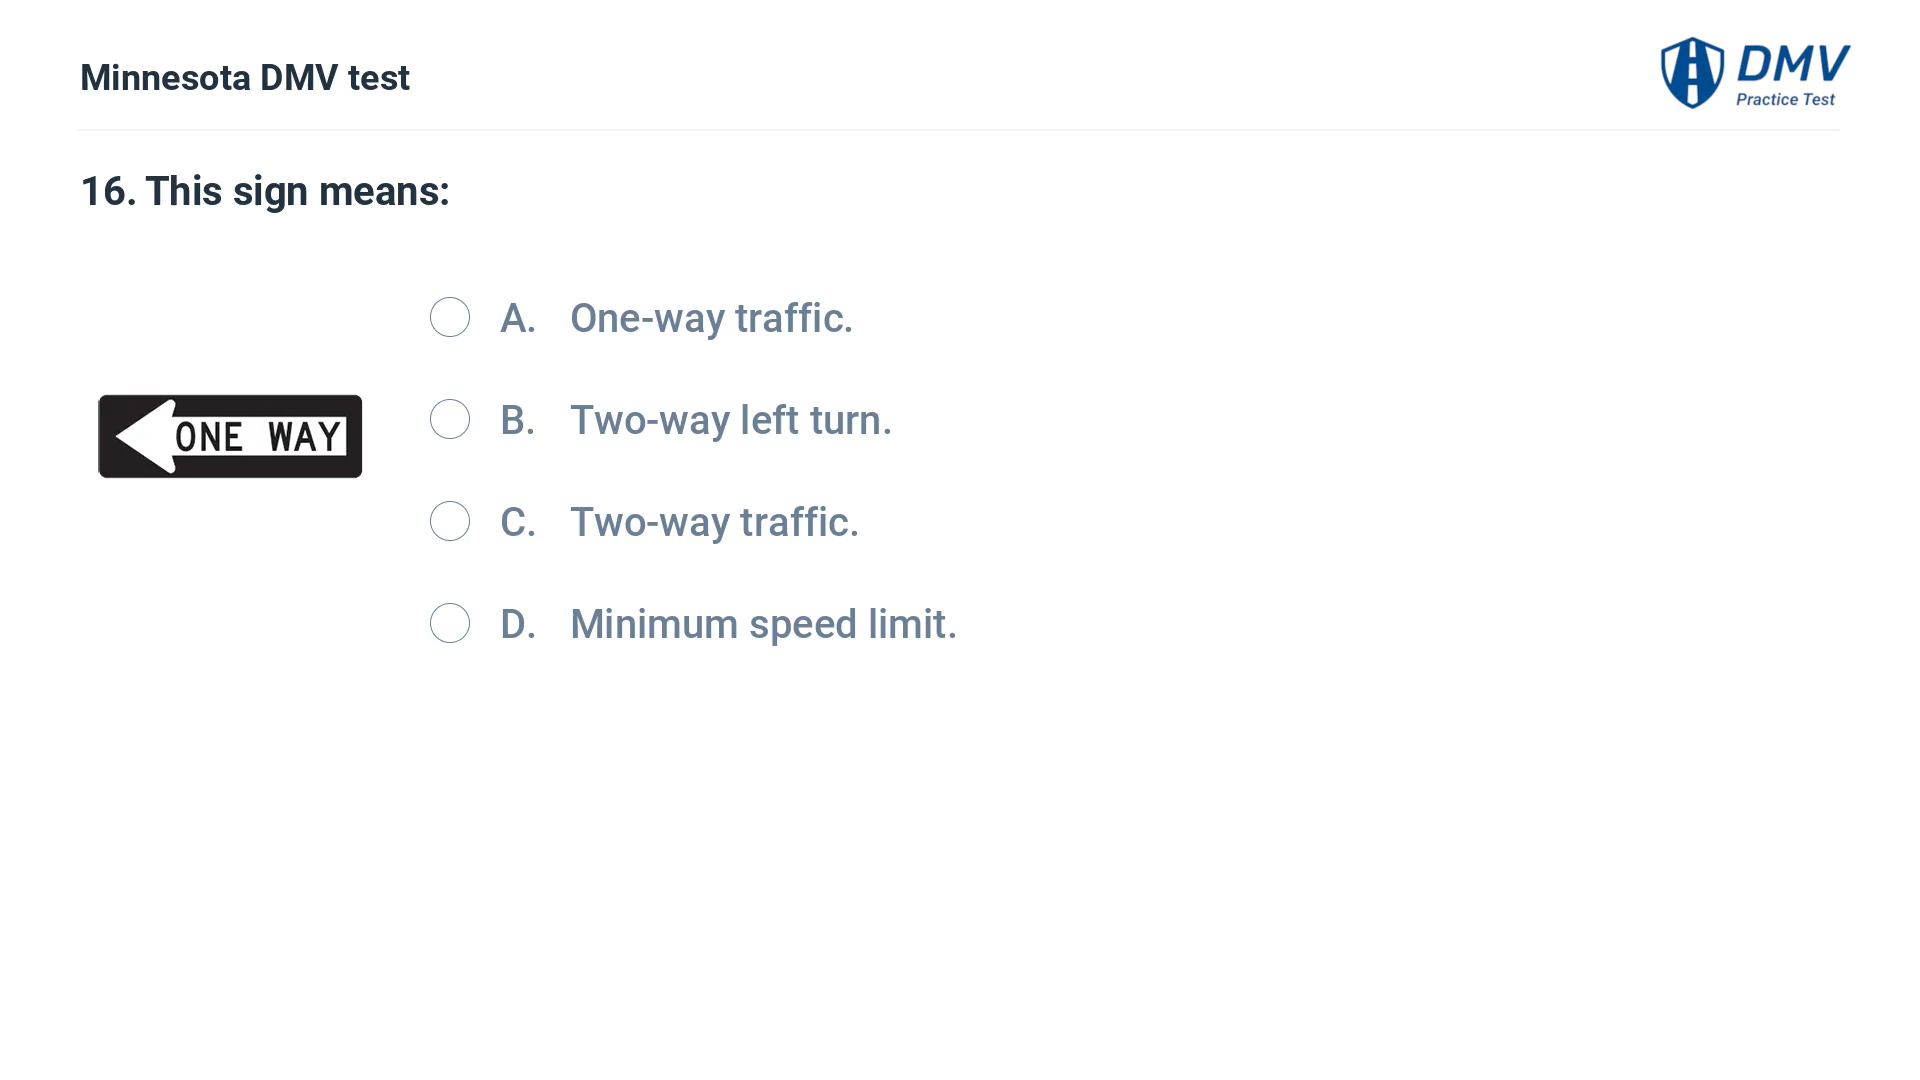 Minnesota DMV test
DMV
Practice Test
16. This sign means:
A. One-way traffic.
ONE WAY
B. Two-way left turn.
C. Two-way traffic.
D. Minimum speed limit.